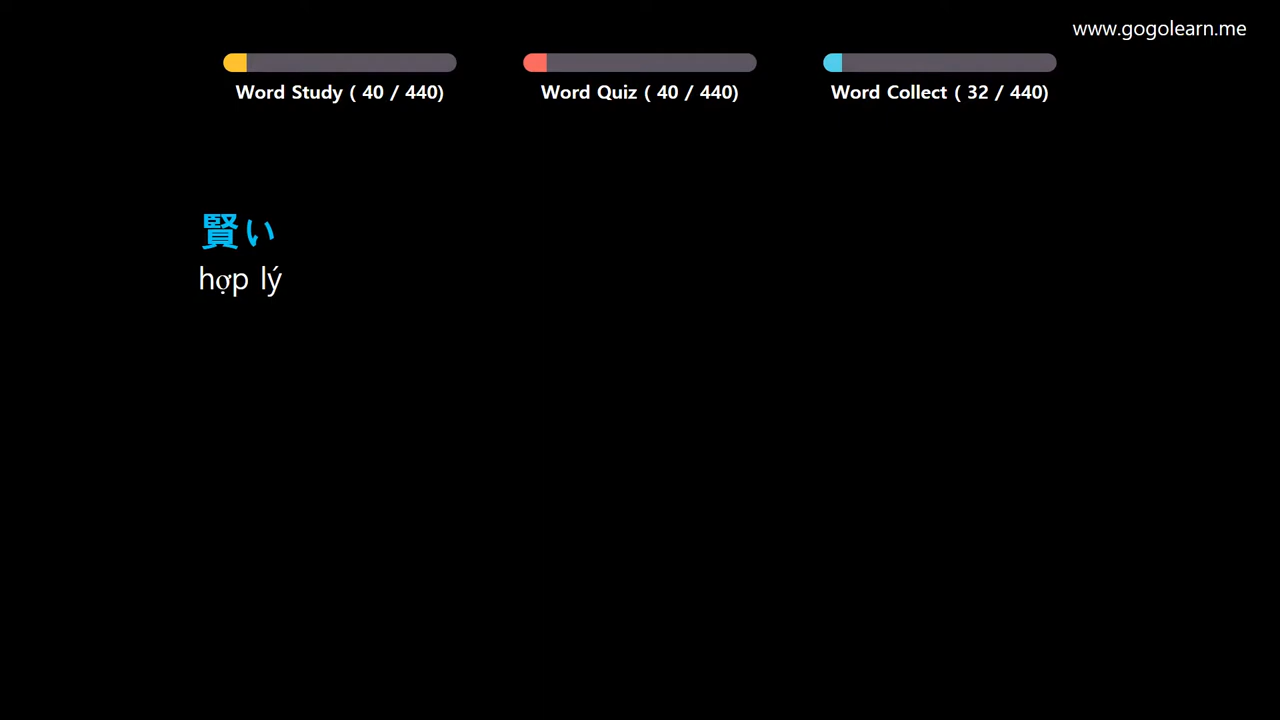 www.gogolearn.me
Word Study ( 40 / 440)
Word Quiz ( 40 / 440)
Word Collect ( 32 / 440)
賢い
hợp lý